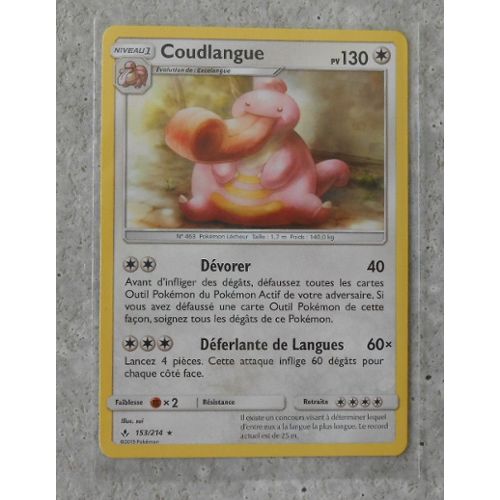 NIVEAU 1
Coudlangue
PV 130
Évolution de : Excelangue
N° 463 Pokémon Lécheur Taille : 1,7 m Poids : 140,0 kg
Dévorer 40
Avant d'infliger des dégâts, défaussez toutes les cartes
Outil Pokémon du Pokémon Actif de votre adversaire. Si
vous avez défaussé une carte Outil Pokémon de cette
façon, soignez tous les dégâts de ce Pokémon.
Déferlante de Langues 60×
Lancez 4 pièces. Cette attaque inflige 60 dégâts pour
chaque côté face.
Faiblesse × 2 Résistance Retraite
Illus. sui
153/214 ★
©2019 Pokémon
Il existe un concours visant à déterminer lequel
d'entre eux a la langue la plus longue. Le record
actuel est de 25 m.